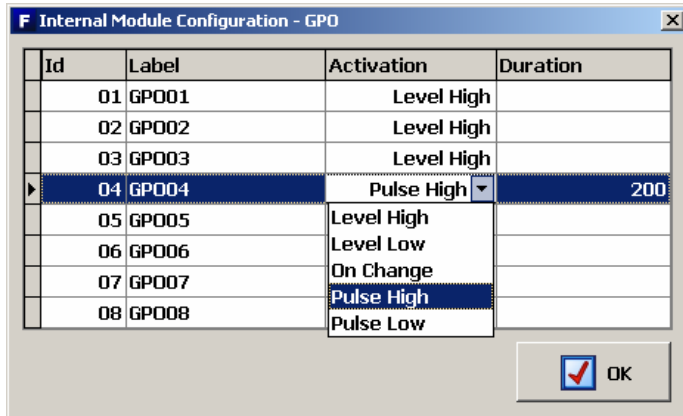 F Internal Module Configuration - GPO
Id Label Activation Duration
01 GPO01 Level High
02 GPO02 Level High
03 GPO03 Level High
04 GPO04 Pulse High 200
05 GPO05 Level High
06 GPO06 Level Low
07 GPO07 On Change
Pulse High
08 GPO08 Pulse Low
OK